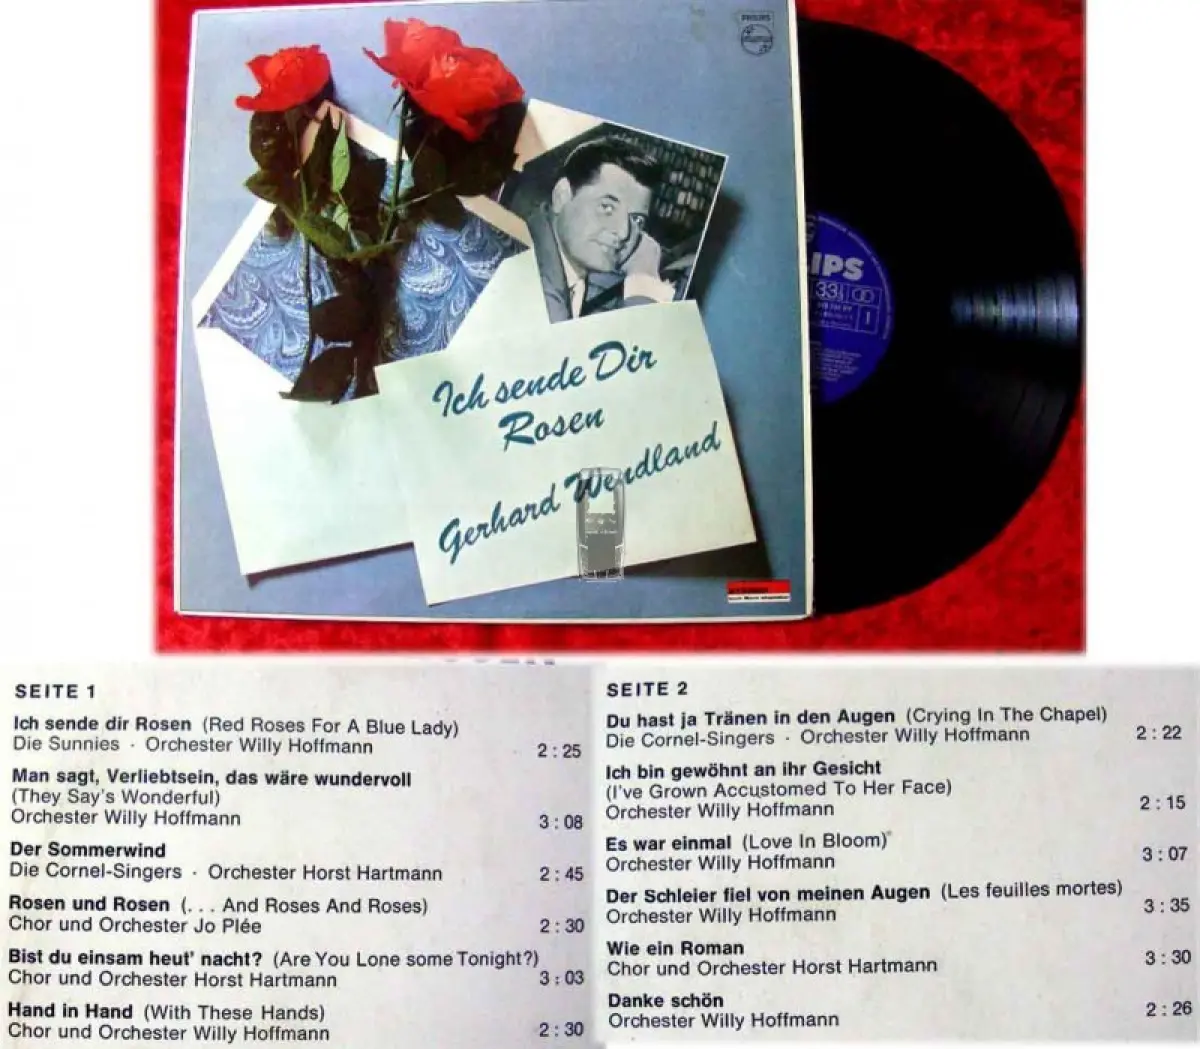 PHILIPS
Ich sende Dir
Rosen
Gerhard Wendland
33⅓
1
SEITE 1
Ich sende dir Rosen (Red Roses For A Blue Lady)
Die Sunnies · Orchester Willy Hoffmann 2 : 25
Man sagt, Verliebtsein, das wäre wundervoll
(They Say's Wonderful)
Orchester Willy Hoffmann 3 : 08
Der Sommerwind
Die Cornel-Singers · Orchester Horst Hartmann 2 : 45
Rosen und Rosen (. . . And Roses And Roses)
Chor und Orchester Jo Plée 2 : 30
Bist du einsam heut' nacht? (Are You Lone some Tonight?)
Chor und Orchester Horst Hartmann 3 : 03
Hand in Hand (With These Hands)
Chor und Orchester Willy Hoffmann 2 : 30
SEITE 2
Du hast ja Tränen in den Augen (Crying In The Chapel)
Die Cornel-Singers · Orchester Willy Hoffmann 2 : 22
Ich bin gewöhnt an ihr Gesicht
(I've Grown Accustomed To Her Face)
Orchester Willy Hoffmann 2 : 15
Es war einmal (Love In Bloom)
Orchester Willy Hoffmann 3 : 07
Der Schleier fiel von meinen Augen (Les feuilles mortes)
Orchester Willy Hoffmann 3 : 35
Wie ein Roman
Chor und Orchester Horst Hartmann 3 : 30
Danke schön
Orchester Willy Hoffmann 2 : 26